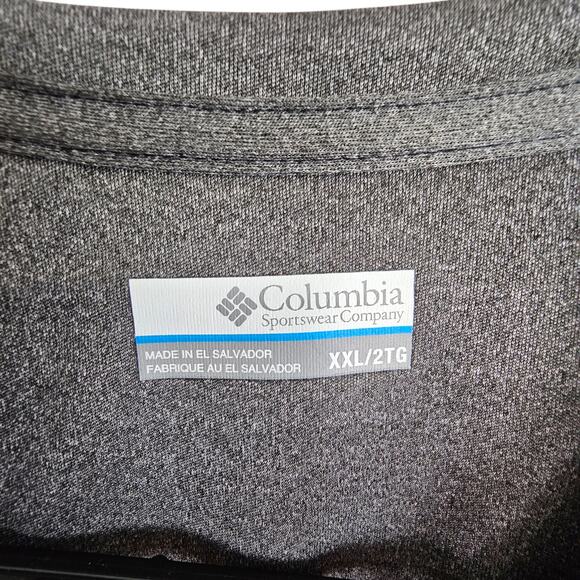 Columbia
Sportswear Company
MADE IN EL SALVADOR
FABRIQUE AU EL SALVADOR
XXL/2TG